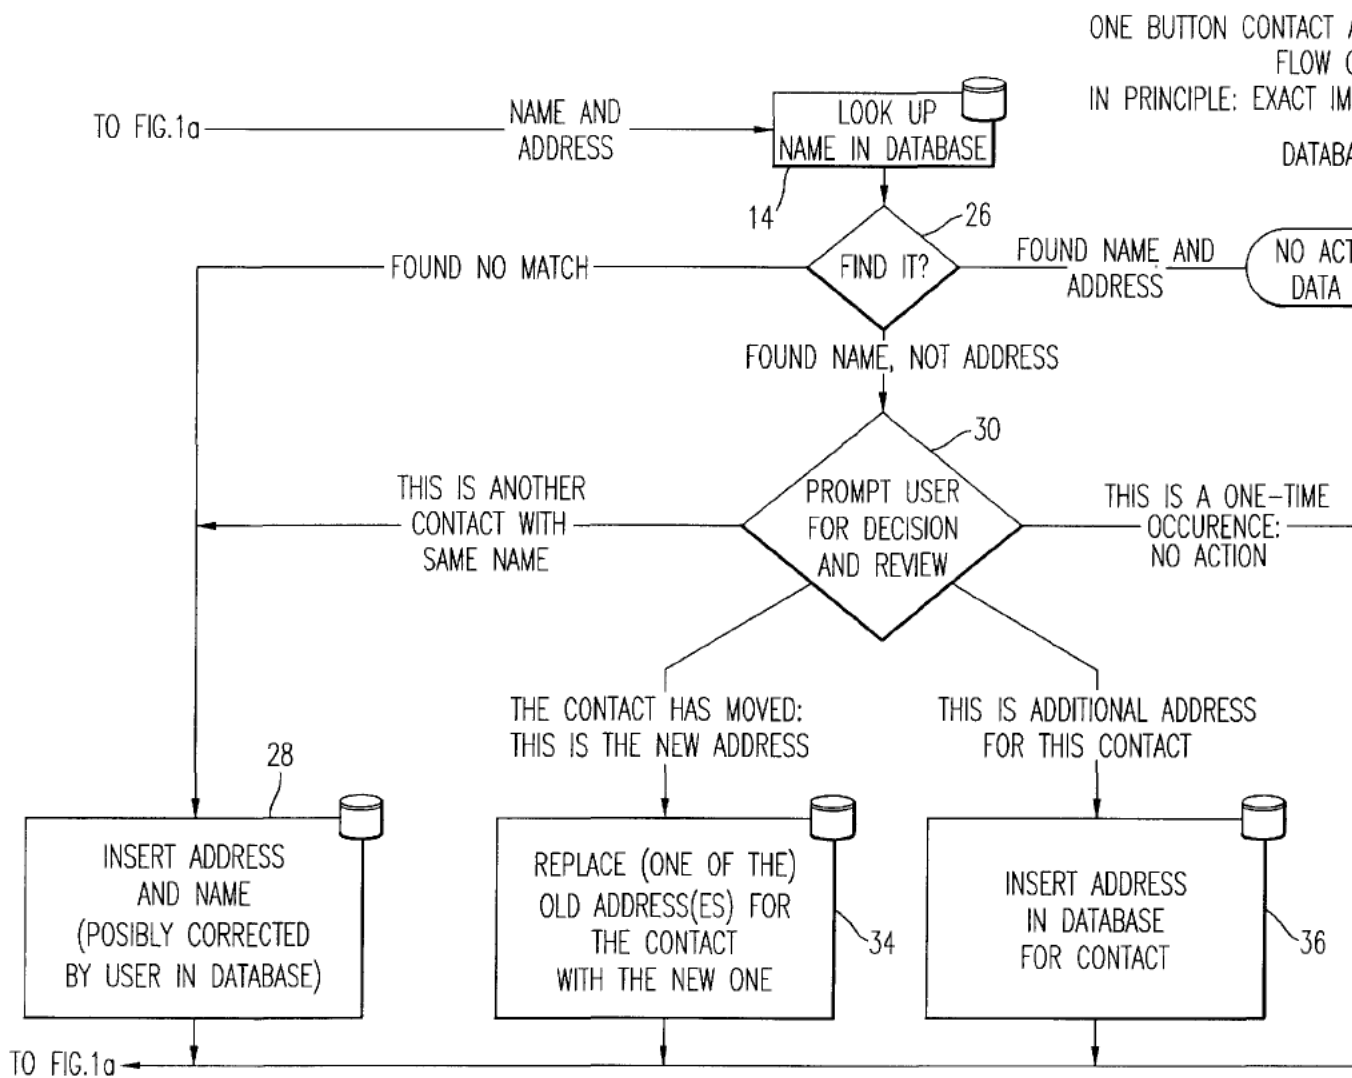 ONE BUTTON CONTACT
FLOW
IN PRINCIPLE: EXACT
TO FIG.1a
NAME AND
ADDRESS
LOOK UP
NAME IN DATABASE
14
26
FIND IT?
FOUND NO MATCH
FOUND NAME AND
ADDRESS
NO
DATA
FOUND NAME, NOT ADDRESS
30
PROMPT USER
FOR DECISION
AND REVIEW
THIS IS ANOTHER
CONTACT WITH
SAME NAME
THIS IS A ONE-TIME
OCCURENCE:
NO ACTION
THE CONTACT HAS MOVED:
THIS IS THE NEW ADDRESS
THIS IS ADDITIONAL ADDRESS
FOR THIS CONTACT
28
INSERT ADDRESS
AND NAME
(POSIBLY CORRECTED
BY USER IN DATABASE)
REPLACE (ONE OF THE)
OLD ADDRESS(ES) FOR
THE CONTACT
WITH THE NEW ONE
34
INSERT ADDRESS
IN DATABASE
FOR CONTACT
36
TO FIG.1a